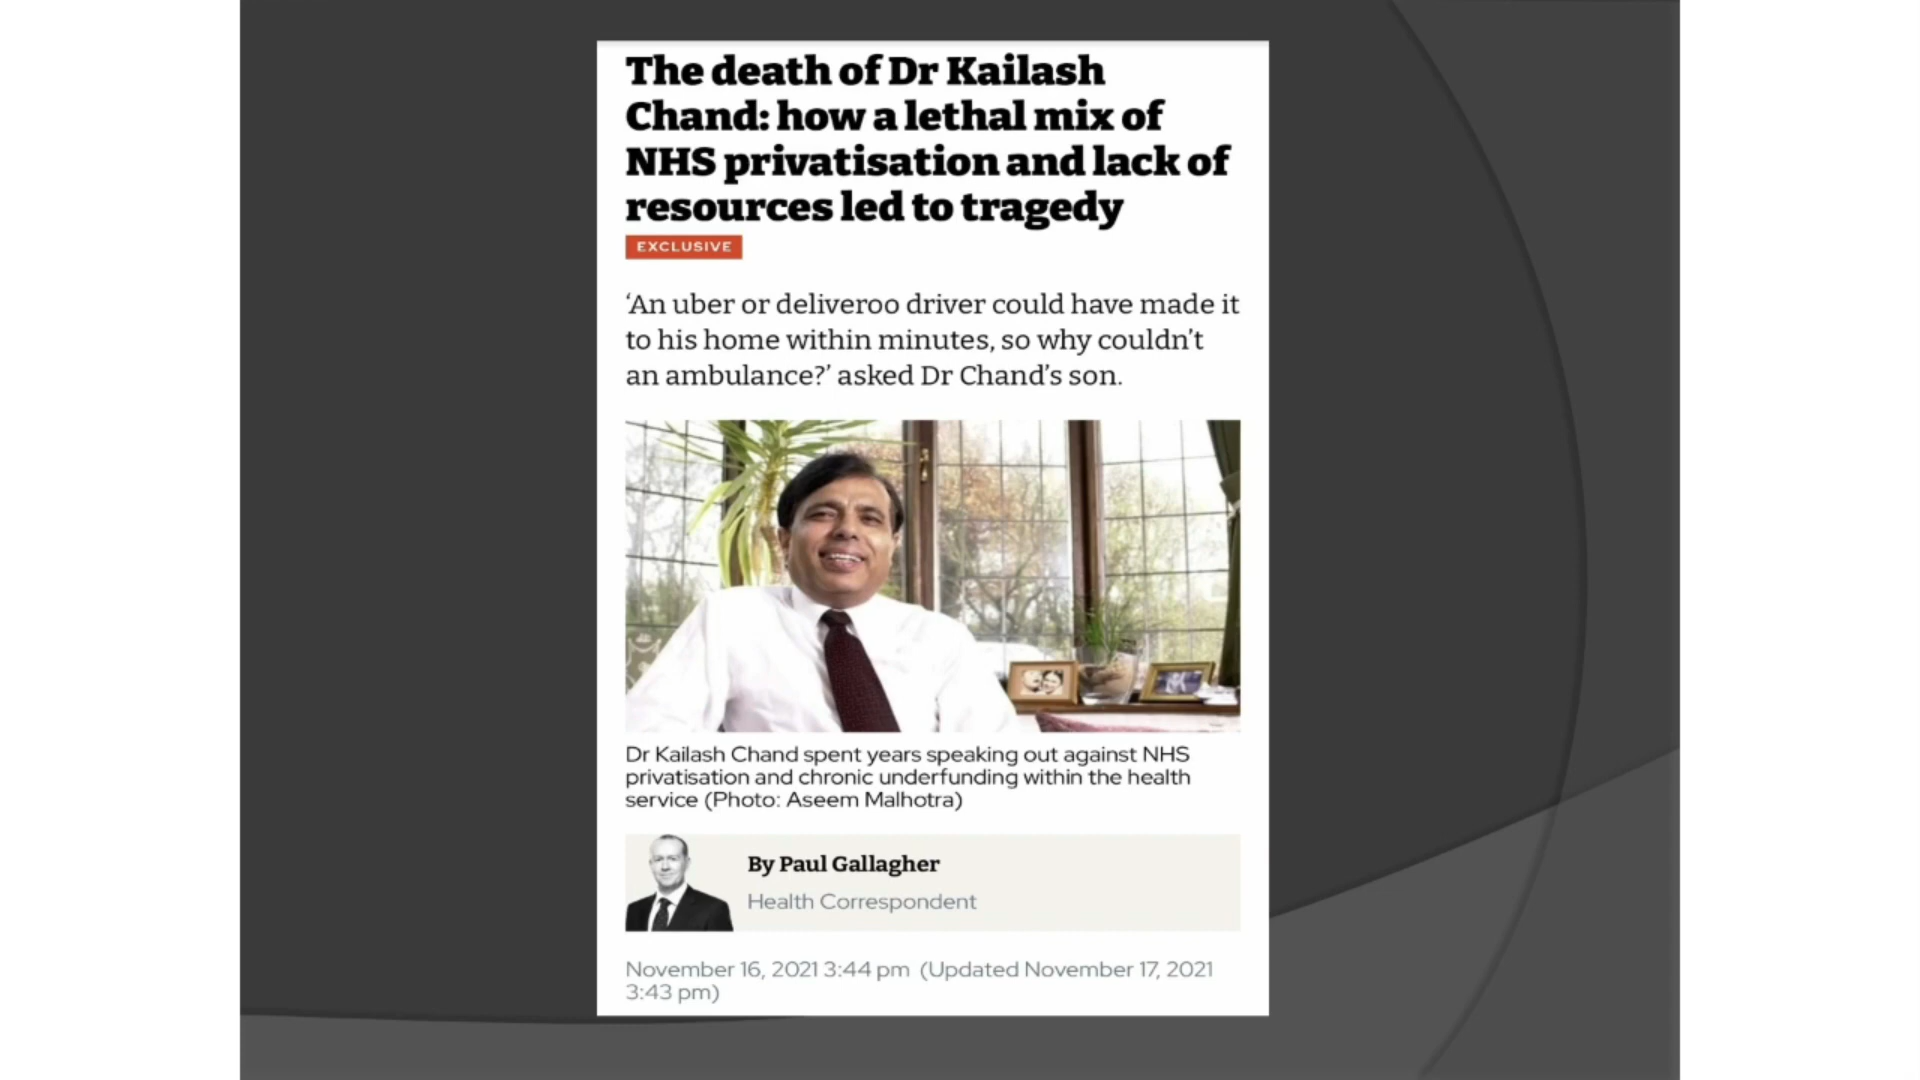 The death of Dr Kailash
Chand: how a lethal mix of
NHS privatisation and lack of
resources led to tragedy
EXCLUSIVE
‘An uber or deliveroo driver could have made it
to his home within minutes, so why couldn’t
an ambulance?’ asked Dr Chand’s son.
Dr Kailash Chand spent years speaking out against NHS
privatisation and chronic underfunding within the health
service (Photo: Aseem Malhotra)
By Paul Gallagher
Health Correspondent
November 16, 2021 3:44 pm (Updated November 17, 2021
3:43 pm)